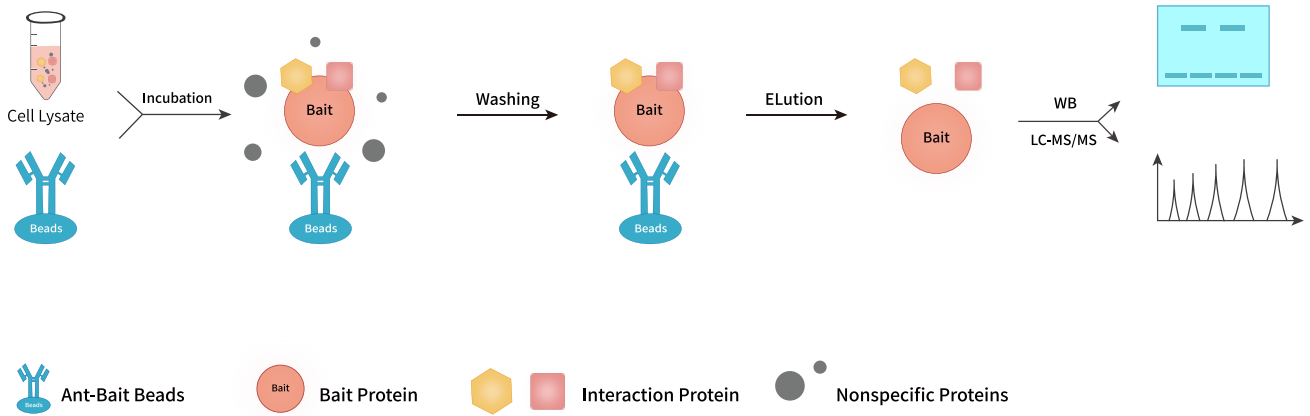 Cell Lysate
Beads
Incubation
Bait
Beads
Washing
Bait
Beads
ELution
Bait
WB
LC-MS/MS
Beads
Ant-Bait Beads
Bait
Bait Protein
Interaction Protein
Nonspecific Proteins